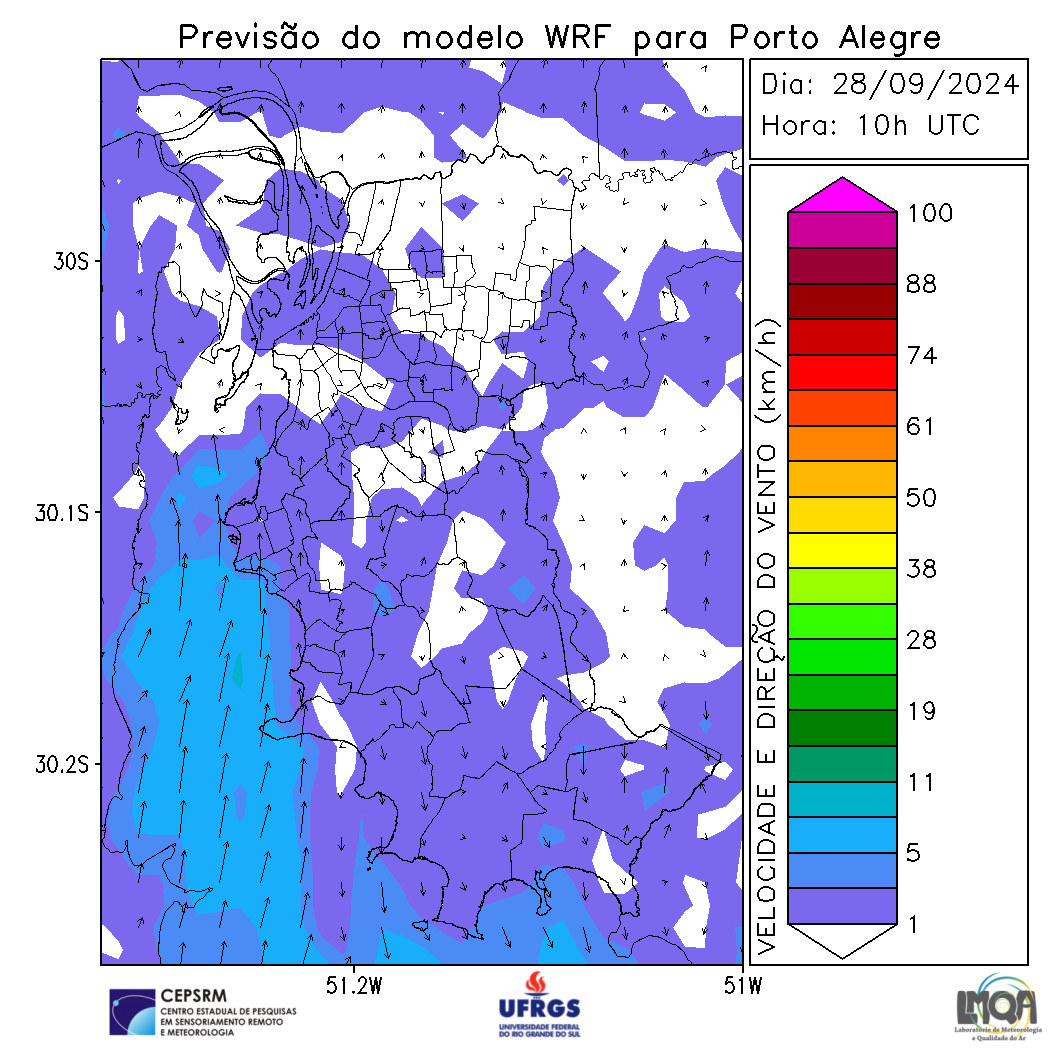 Previsão do modelo WRF para Porto Alegre
Dia: 28/09/2024
Hora: 10h UTC
30S
30.1S
30.2S
51.2W
51W
VELOCIDADE E DIREÇÃO DO VENTO (km/h)
100
88
74
61
50
38
28
19
11
5
1
CEPSRM
CENTRO ESTADUAL DE PESQUISAS
EM SENSORIAMENTO REMOTO
E METEOROLOGIA
UFRGS
UNIVERSIDADE FEDERAL
DO RIO GRANDE DO SUL
LMQA
Laboratório de Meteorologia
e Qualidade do Ar